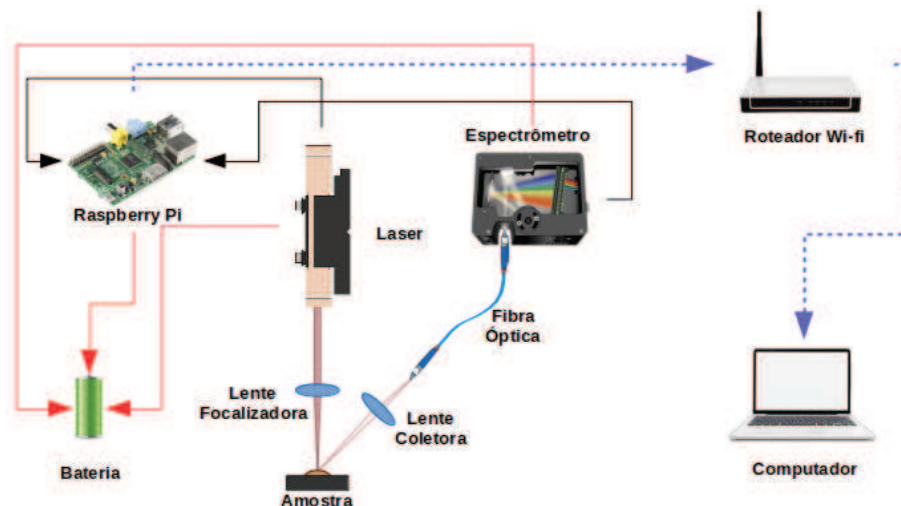 Espectrômetro
Roteador Wi-fi
Raspberry Pi
Laser
Fibra
Óptica
Lente
Focalizadora
Lente
Coletora
Bateria
Computador
Amostra